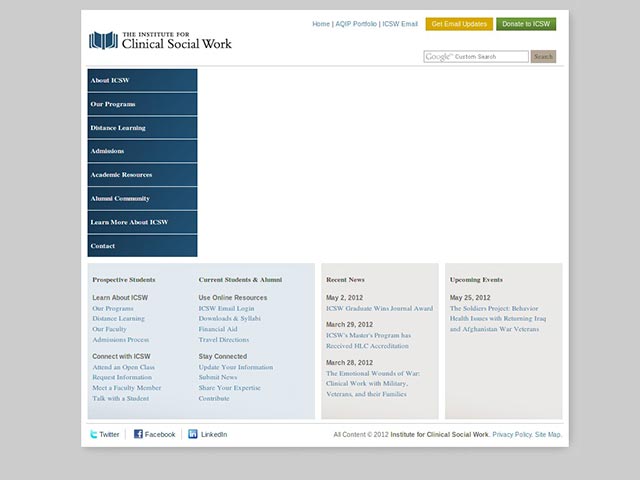 THE INSTITUTE FOR
Clinical Social Work
Home | AQIP Portfolio | ICSW Email
Get Email Updates
Donate to ICSW
Google™ Custom Search
Search
About ICSW
Our Programs
Distance Learning
Admissions
Academic Resources
Alumni Community
Learn More About ICSW
Contact
Prospective Students
Learn About ICSW
Our Programs
Distance Learning
Our Faculty
Admissions Process
Connect with ICSW
Attend an Open Class
Request Information
Meet a Faculty Member
Talk with a Student
Current Students & Alumni
Use Online Resources
ICSW Email Login
Downloads & Syllabi
Financial Aid
Travel Directions
Stay Connected
Update Your Information
Submit News
Share Your Expertise
Contribute
Recent News
May 2, 2012
ICSW Graduate Wins Journal Award
March 29, 2012
ICSW's Master's Program has
Received HLC Accreditation
March 28, 2012
The Emotional Wounds of War:
Clinical Work with Military,
Veterans, and their Families
Upcoming Events
May 25, 2012
The Soldiers Project: Behavior
Health Issues with Returning Iraq
and Afghanistan War Veterans
Twitter
Facebook
LinkedIn
All Content © 2012 Institute for Clinical Social Work. Privacy Policy. Site Map.